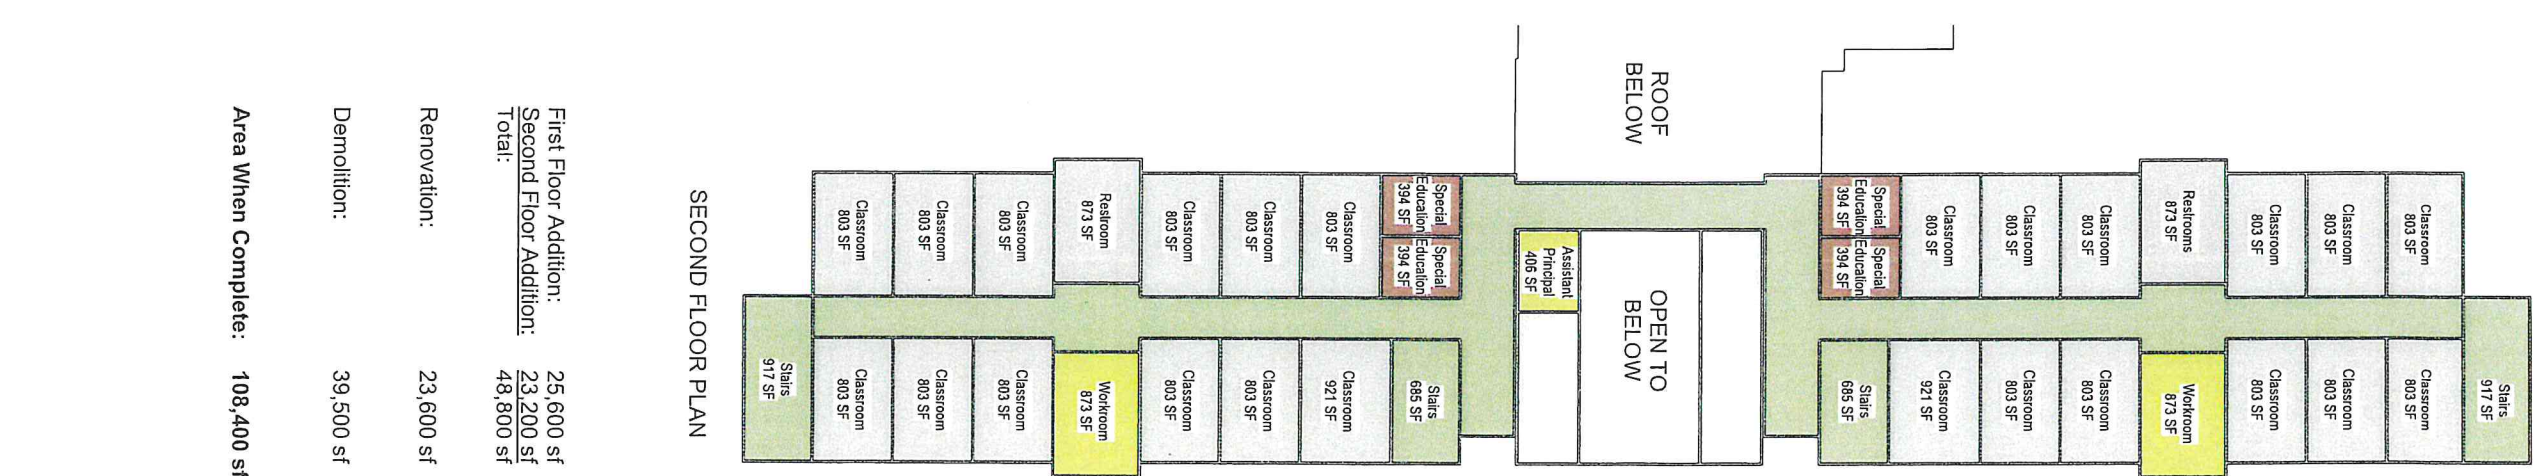 Stairs
917 SF
Classroom
803 SF
Classroom
803 SF
Classroom
803 SF
Classroom
803 SF
Classroom
803 SF
Classroom
803 SF
Restrooms
873 SF
Workroom
873 SF
Classroom
803 SF
Classroom
803 SF
Classroom
803 SF
Classroom
803 SF
Classroom
803 SF
Classroom
921 SF
Special
Education
394 SF
Special
Education
394 SF
Stairs
685 SF
ROOF
BELOW
OPEN TO
BELOW
Assistant
Principal
406 SF
Special
Education
394 SF
Special
Education
394 SF
Stairs
685 SF
Classroom
803 SF
Classroom
921 SF
Classroom
803 SF
Classroom
803 SF
Classroom
803 SF
Classroom
803 SF
Restroom
873 SF
Workroom
873 SF
Classroom
803 SF
Classroom
803 SF
Classroom
803 SF
Classroom
803 SF
Classroom
803 SF
Classroom
803 SF
Stairs
917 SF
SECOND FLOOR PLAN
First Floor Addition: 25,600 sf
Second Floor Addition: 23,200 sf
Total: 48,800 sf
Renovation: 23,600 sf
Demolition: 39,500 sf
Area When Complete: 108,400 sf